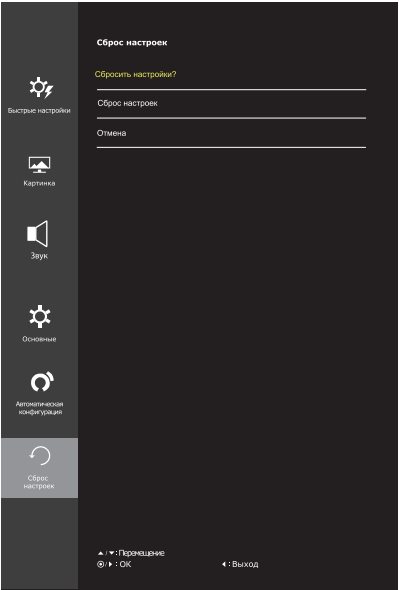 Сброс настроек
Сбросить настройки?
Сброс настроек
Отмена
Быстрые настройки
Картинка
Звук
Основные
Автоматическая
конфигурация
Сброс
настроек
▲/▼: Перемещение
⦿/▶ : OK ◀ : Выход